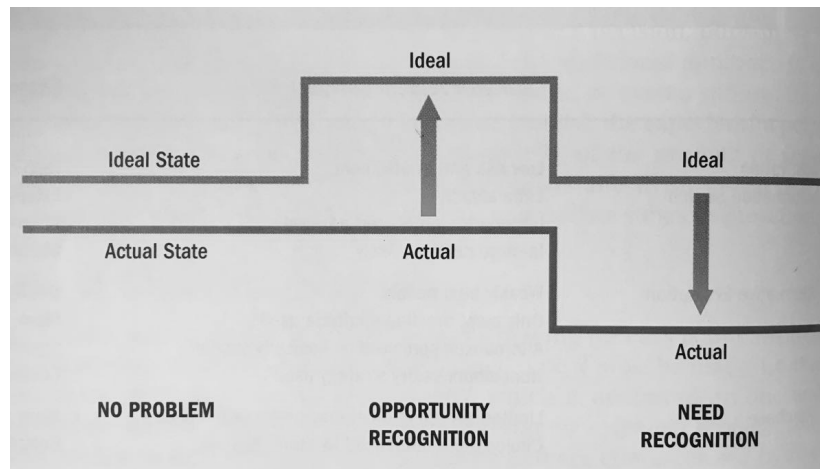 Ideal
Ideal State
Ideal
Actual State
Actual
Actual
NO PROBLEM
OPPORTUNITY
RECOGNITION
NEED
RECOGNITION